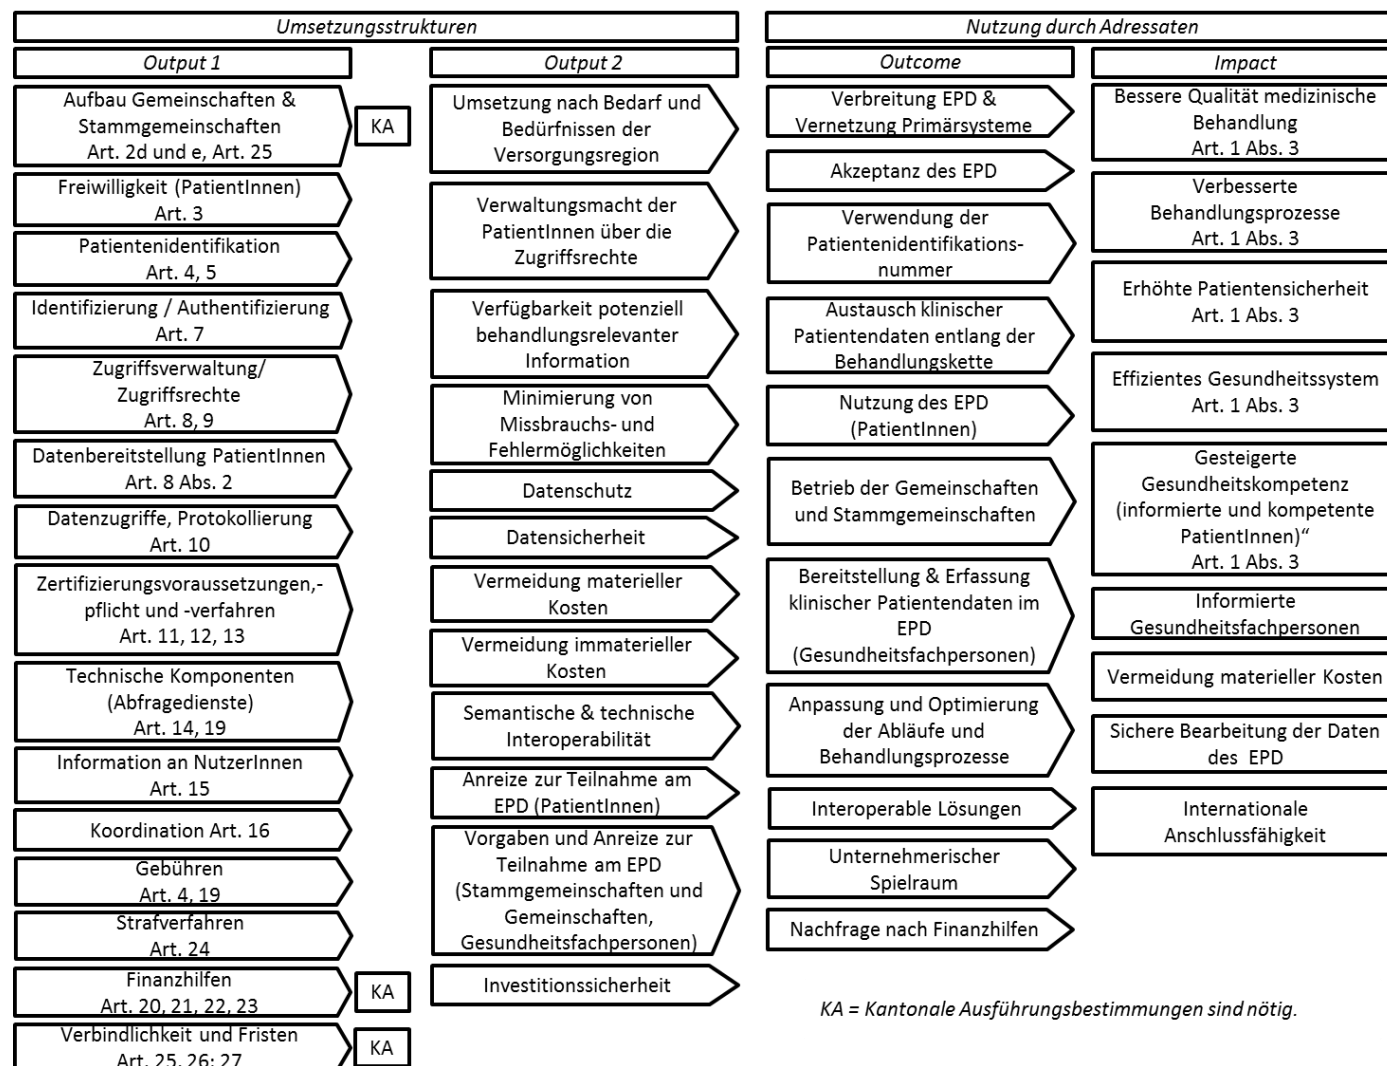 Umsetzungsstrukturen
Output 1
Aufbau Gemeinschaften &
Stammgemeinschaften
Art. 2d und e, Art. 25
KA
Freiwilligkeit (PatientInnen)
Art. 3
Patientenidentifikation
Art. 4, 5
Identifizierung / Authentifizierung
Art. 7
Zugriffsverwaltung/
Zugriffsrechte
Art. 8, 9
Datenbereitstellung PatientInnen
Art. 8 Abs. 2
Datenzugriffe, Protokollierung
Art. 10
Zertifizierungsvoraussetzungen,-
pflicht und -verfahren
Art. 11, 12, 13
Technische Komponenten
(Abfragedienste)
Art. 14, 19
Information an NutzerInnen
Art. 15
Koordination Art. 16
Gebühren
Art. 4, 19
Strafverfahren
Art. 24
Finanzhilfen
Art. 20, 21, 22, 23
KA
Verbindlichkeit und Fristen
Art. 25, 26; 27
KA
Output 2
Umsetzung nach Bedarf und
Bedürfnissen der
Versorgungsregion
Verwaltungsmacht der
PatientInnen über die
Zugriffsrechte
Verfügbarkeit potenziell
behandlungsrelevanter
Information
Minimierung von
Missbrauchs- und
Fehlermöglichkeiten
Datenschutz
Datensicherheit
Vermeidung materieller
Kosten
Vermeidung immaterieller
Kosten
Semantische & technische
Interoperabilität
Anreize zur Teilnahme am
EPD (PatientInnen)
Vorgaben und Anreize zur
Teilnahme am EPD
(Stammgemeinschaften und
Gemeinschaften,
Gesundheitsfachpersonen)
Investitionssicherheit
Nutzung durch Adressaten
Outcome
Verbreitung EPD &
Vernetzung Primärsysteme
Akzeptanz des EPD
Verwendung der
Patientenidentifikations-
nummer
Austausch klinischer
Patientendaten entlang der
Behandlungskette
Nutzung des EPD
(PatientInnen)
Betrieb der Gemeinschaften
und Stammgemeinschaften
Bereitstellung & Erfassung
klinischer Patientendaten im
EPD
(Gesundheitsfachpersonen)
Anpassung und Optimierung
der Abläufe und
Behandlungsprozesse
Interoperable Lösungen
Unternehmerischer
Spielraum
Nachfrage nach Finanzhilfen
Impact
Bessere Qualität medizinische
Behandlung
Art. 1 Abs. 3
Verbesserte
Behandlungsprozesse
Art. 1 Abs. 3
Erhöhte Patientensicherheit
Art. 1 Abs. 3
Effizientes Gesundheitssystem
Art. 1 Abs. 3
Gesteigerte
Gesundheitskompetenz
(informierte und kompetente
PatientInnen)“
Art. 1 Abs. 3
Informierte
Gesundheitsfachpersonen
Vermeidung materieller Kosten
Sichere Bearbeitung der Daten
des EPD
Internationale
Anschlussfähigkeit
KA = Kantonale Ausführungsbestimmungen sind nötig.